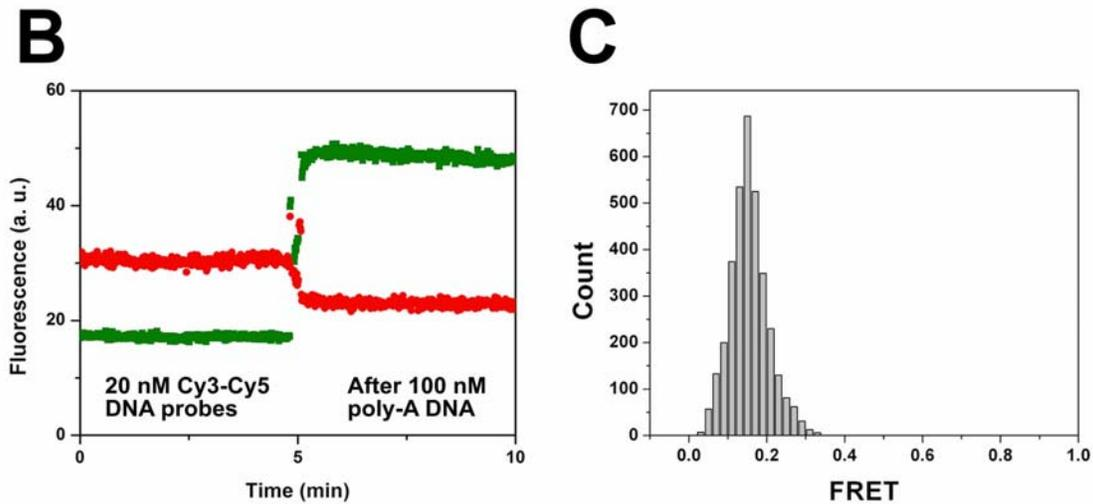 B
60
40
20
0
Fluorescence (a. u.)
20 nM Cy3-Cy5
DNA probes
After 100 nM
poly-A DNA
0
5
10
Time (min)
C
700
600
500
400
300
200
100
0
Count
0.0
0.2
0.4
0.6
0.8
1.0
FRET